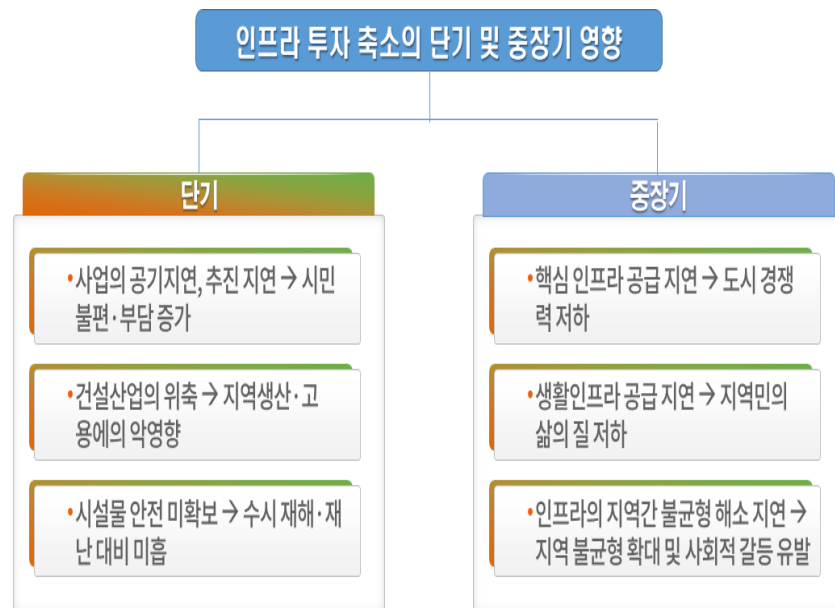 인프라 투자 축소의 단기 및 중장기 영향
단기
•사업의 공기지연, 추진 지연 → 시민
불편·부담 증가
•건설산업의 위축 → 지역생산·고
용에의 악영향
•시설물 안전 미확보 → 수시 재해·재
난 대비 미흡
중장기
•핵심 인프라 공급 지연 → 도시 경쟁
력 저하
•생활인프라 공급 지연 → 지역민의
삶의 질 저하
•인프라의 지역간 불균형 해소 지연 →
지역 불균형 확대 및 사회적 갈등 유발